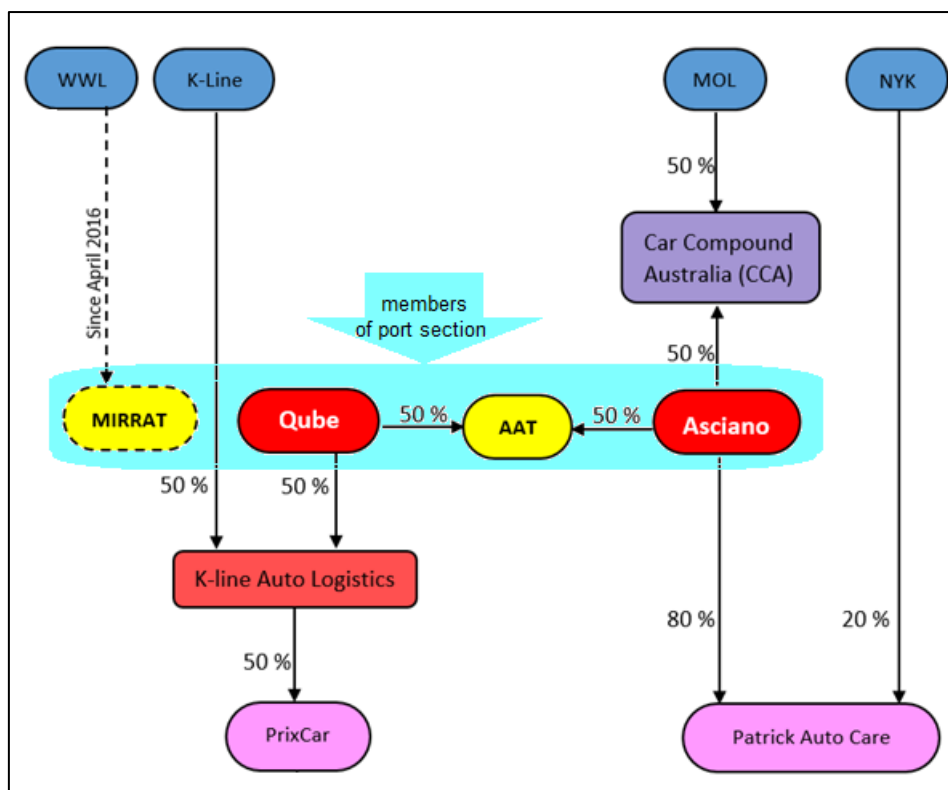 WWL
K-Line
MOL
NYK
50 %
Since April 2016
Car Compound
Australia (CCA)
members
of port section
50 %
MIRRAT
Qube
50 %
AAT
50 %
Asciano
50 %
50 %
K-line Auto Logistics
80 %
20 %
50 %
PrixCar
Patrick Auto Care